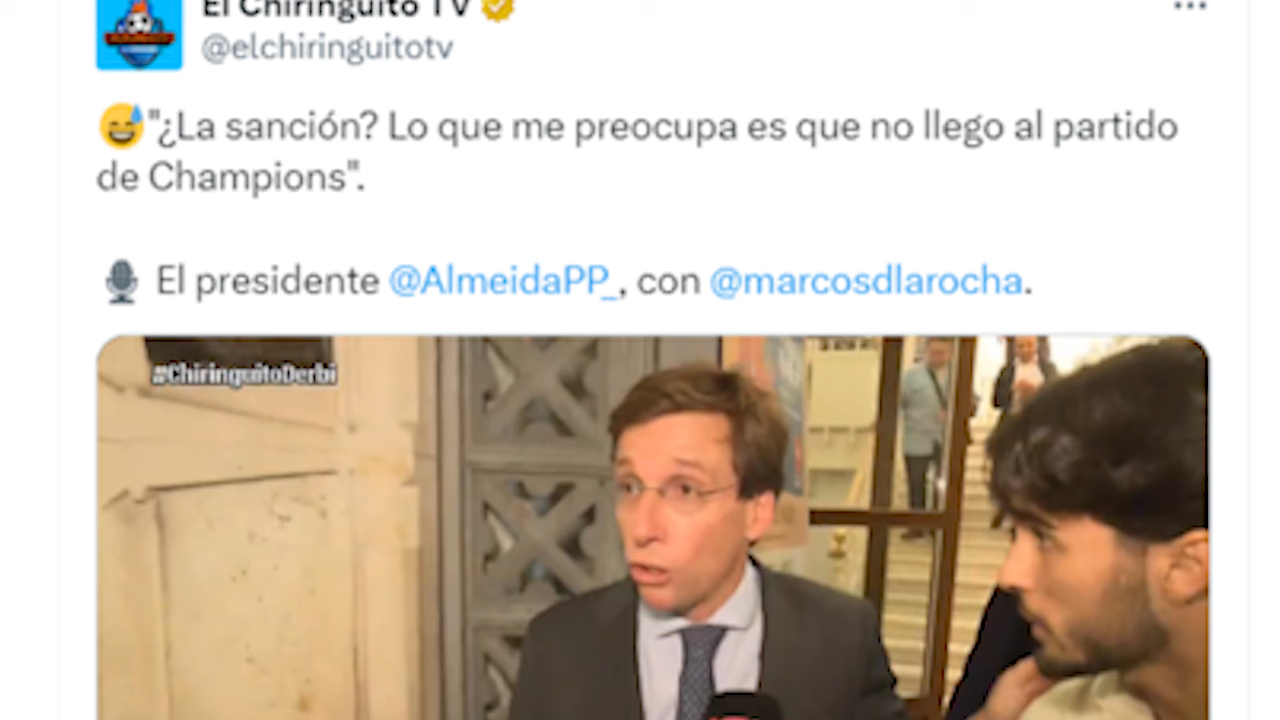 El Chiringuito TV
@elchiringuitotv
"¿La sanción? Lo que me preocupa es que no llego al partido
de Champions".
El presidente @AlmeidaPP_, con @marcosdlarocha.
#ChiringuitoDerbi